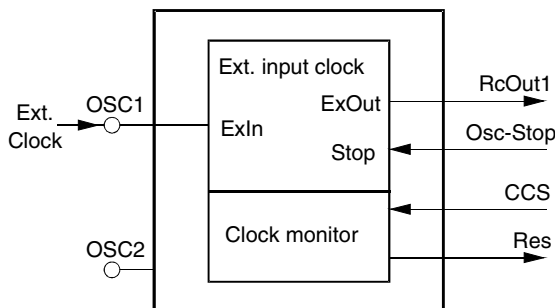 Ext. input clock
RcOut1
OSC1
Ext.
Clock
ExOut
ExIn
Osc-Stop
Stop
CCS
Clock monitor
Res
OSC2